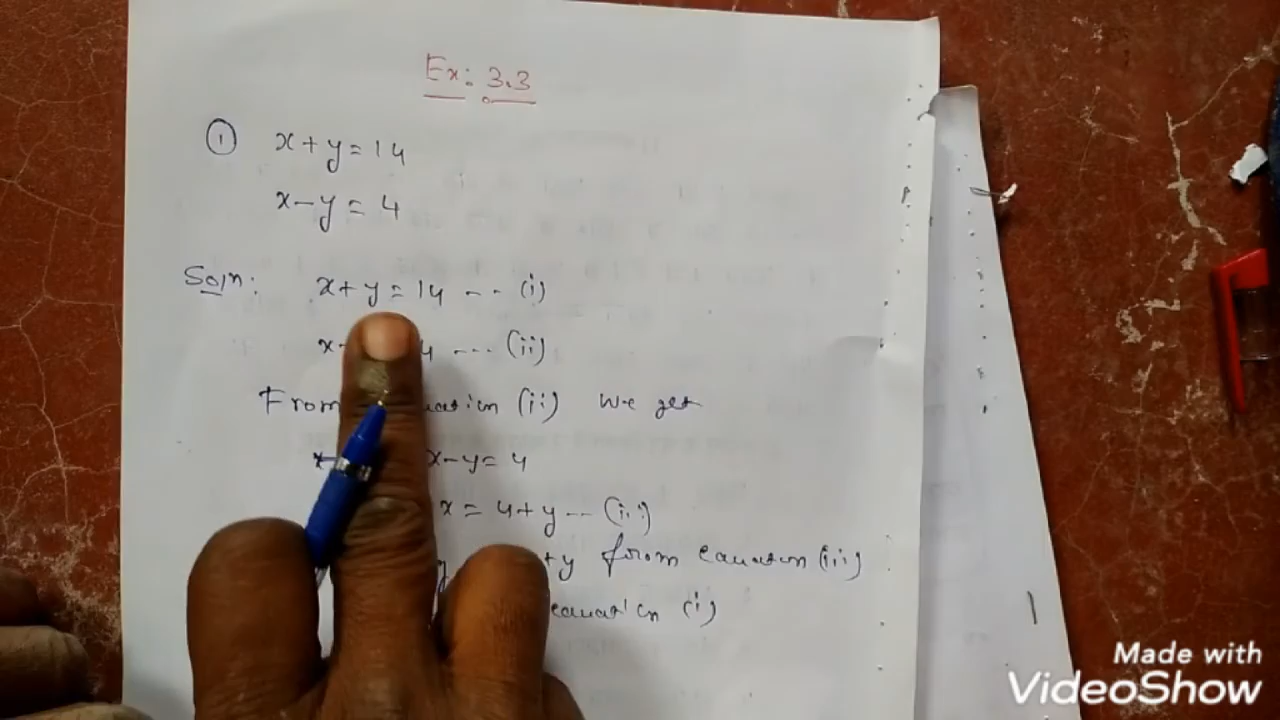 Ex: 3.3
① x+y=14
x-y=4
Soln: x+y=14 --- (i)
x- 4 --- (ii)
From (ii) We get
x-y=4
x=4+y --- (iii)
+y from equation (iii)
equation (i)
Made with
VideoShow